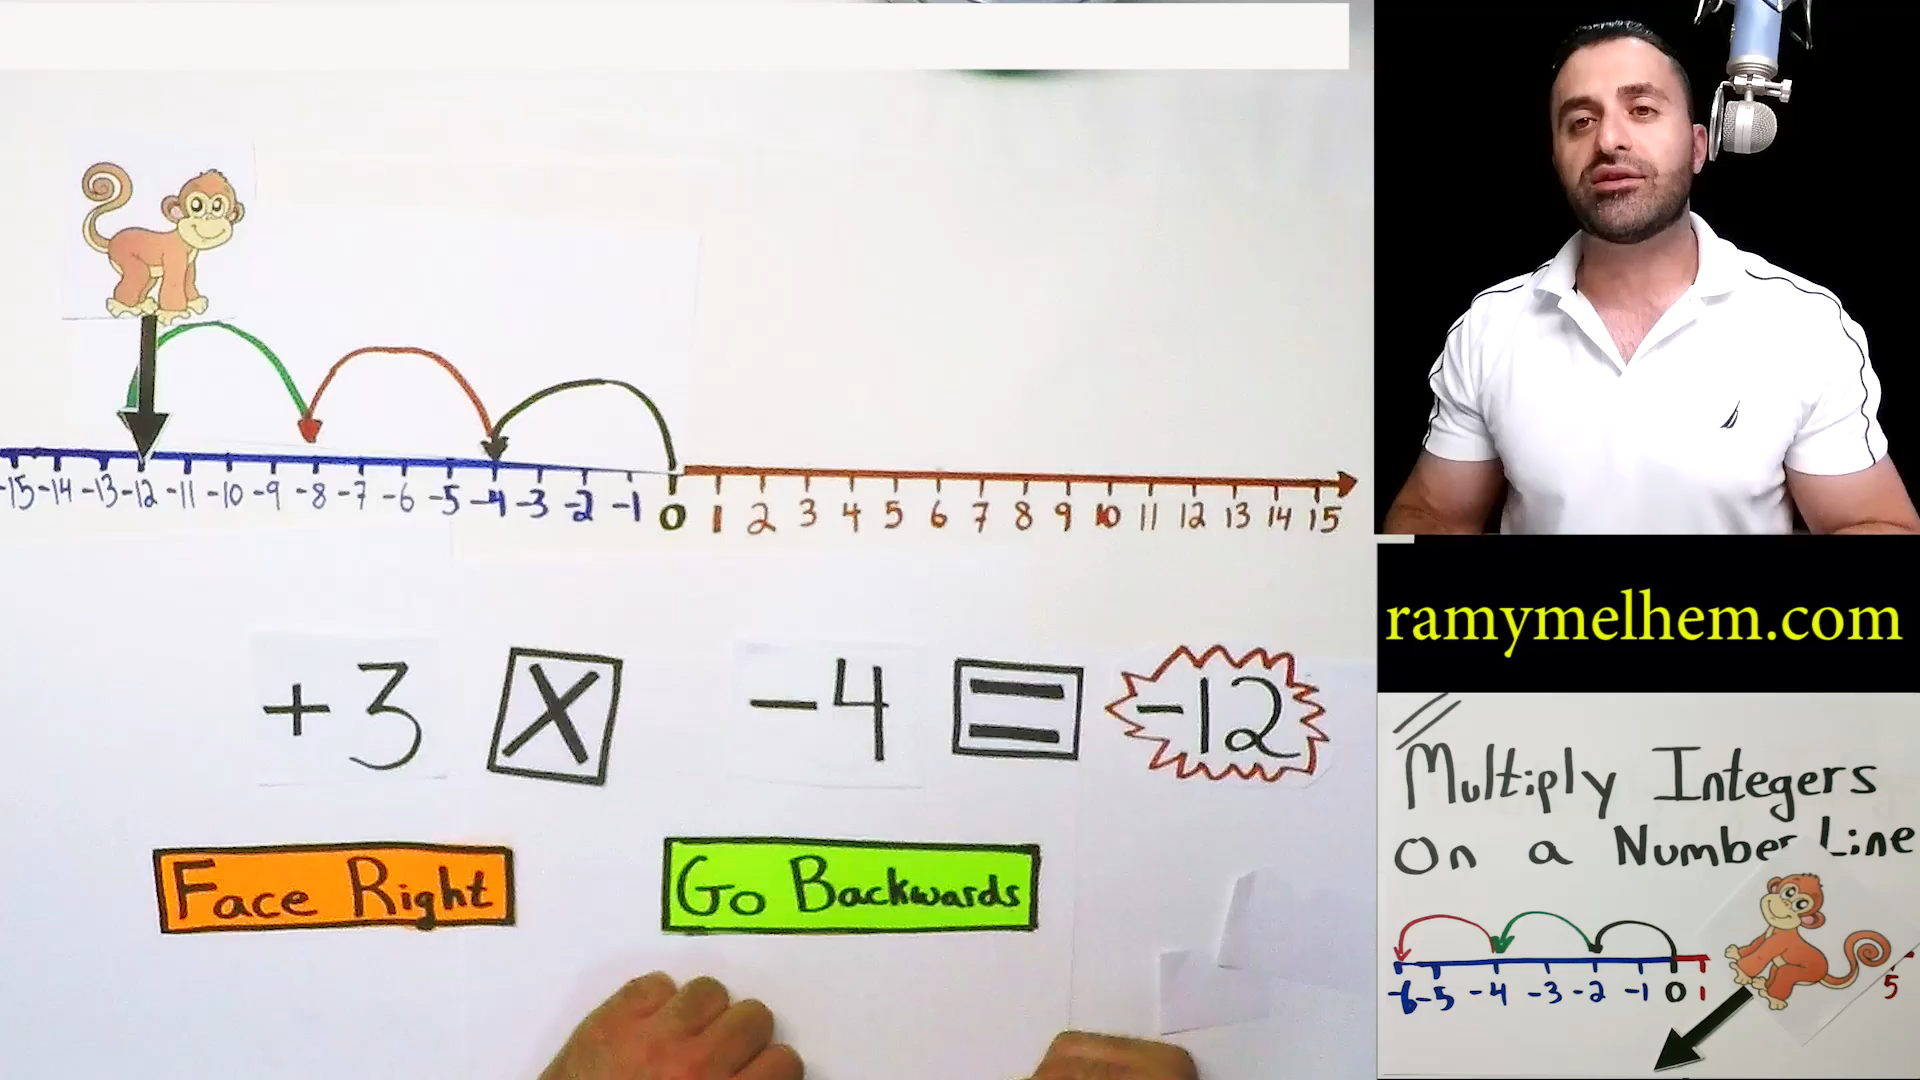 -15 -14 -13 -12 -11 -10 -9 -8 -7 -6 -5 -4 -3 -2 -1 0 1 2 3 4 5 6 7 8 9 10 11 12 13 14 15
+3 X -4 = -12
Face Right Go Backwards
ramymelhem.com
Multiply Integers
On a Number Line
-6 -5 -4 -3 -2 -1 0 1 5